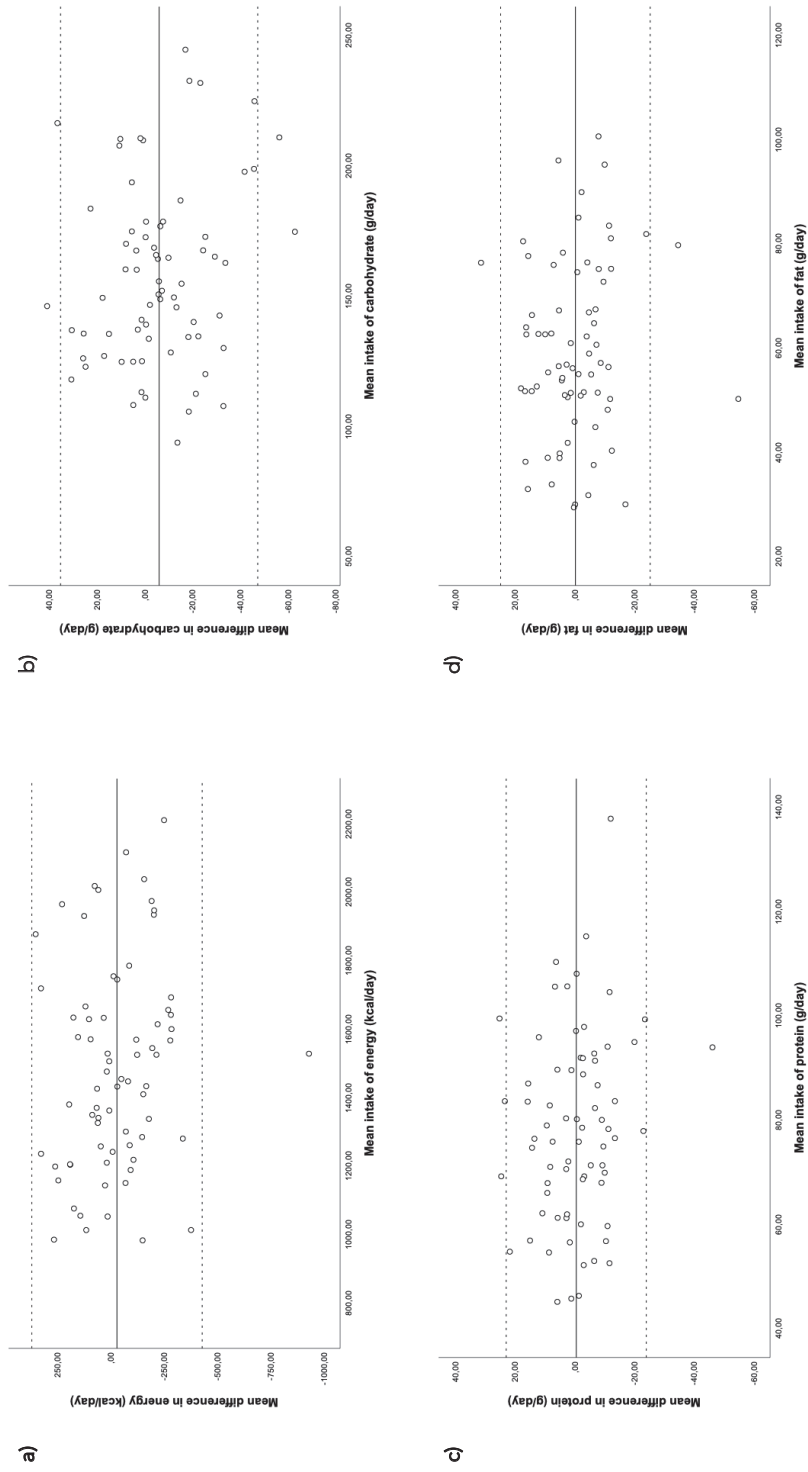 a)
Mean difference in energy (kcal/day)
250,00
,00
-250,00
-500,00
-750,00
-1000,00
800,00 1000,00 1200,00 1400,00 1600,00 1800,00 2000,00 2200,00
Mean intake of energy (kcal/day)
b)
Mean difference in carbohydrate (g/day)
40,00
20,00
,00
-20,00
-40,00
-60,00
-80,00
50,00 100,00 150,00 200,00 250,00
Mean intake of carbohydrate (g/day)
c)
Mean difference in protein (g/day)
40,00
20,00
,00
-20,00
-40,00
-60,00
40,00 60,00 80,00 100,00 120,00 140,00
Mean intake of protein (g/day)
d)
Mean difference in fat (g/day)
40,00
20,00
,00
-20,00
-40,00
-60,00
20,00 40,00 60,00 80,00 100,00 120,00
Mean intake of fat (g/day)